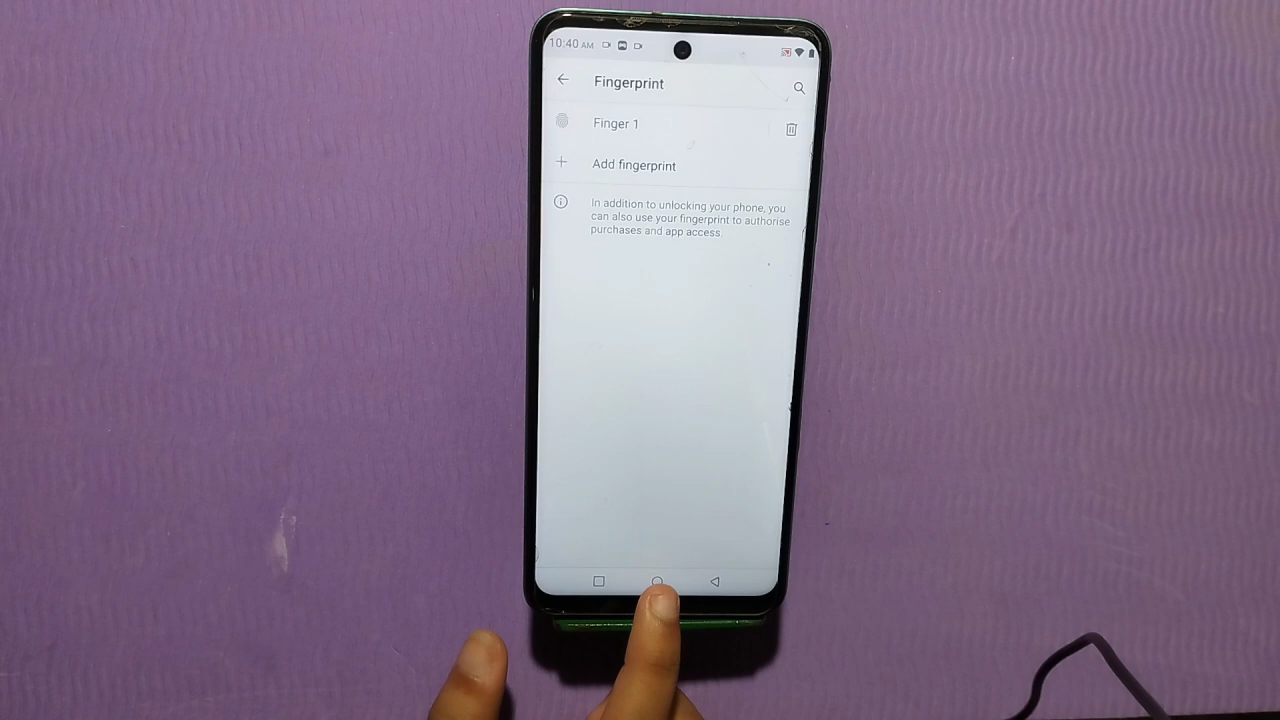 10:40 AM
Fingerprint
Finger 1
Add fingerprint
In addition to unlocking your phone, you
can also use your fingerprint to authorise
purchases and app access.